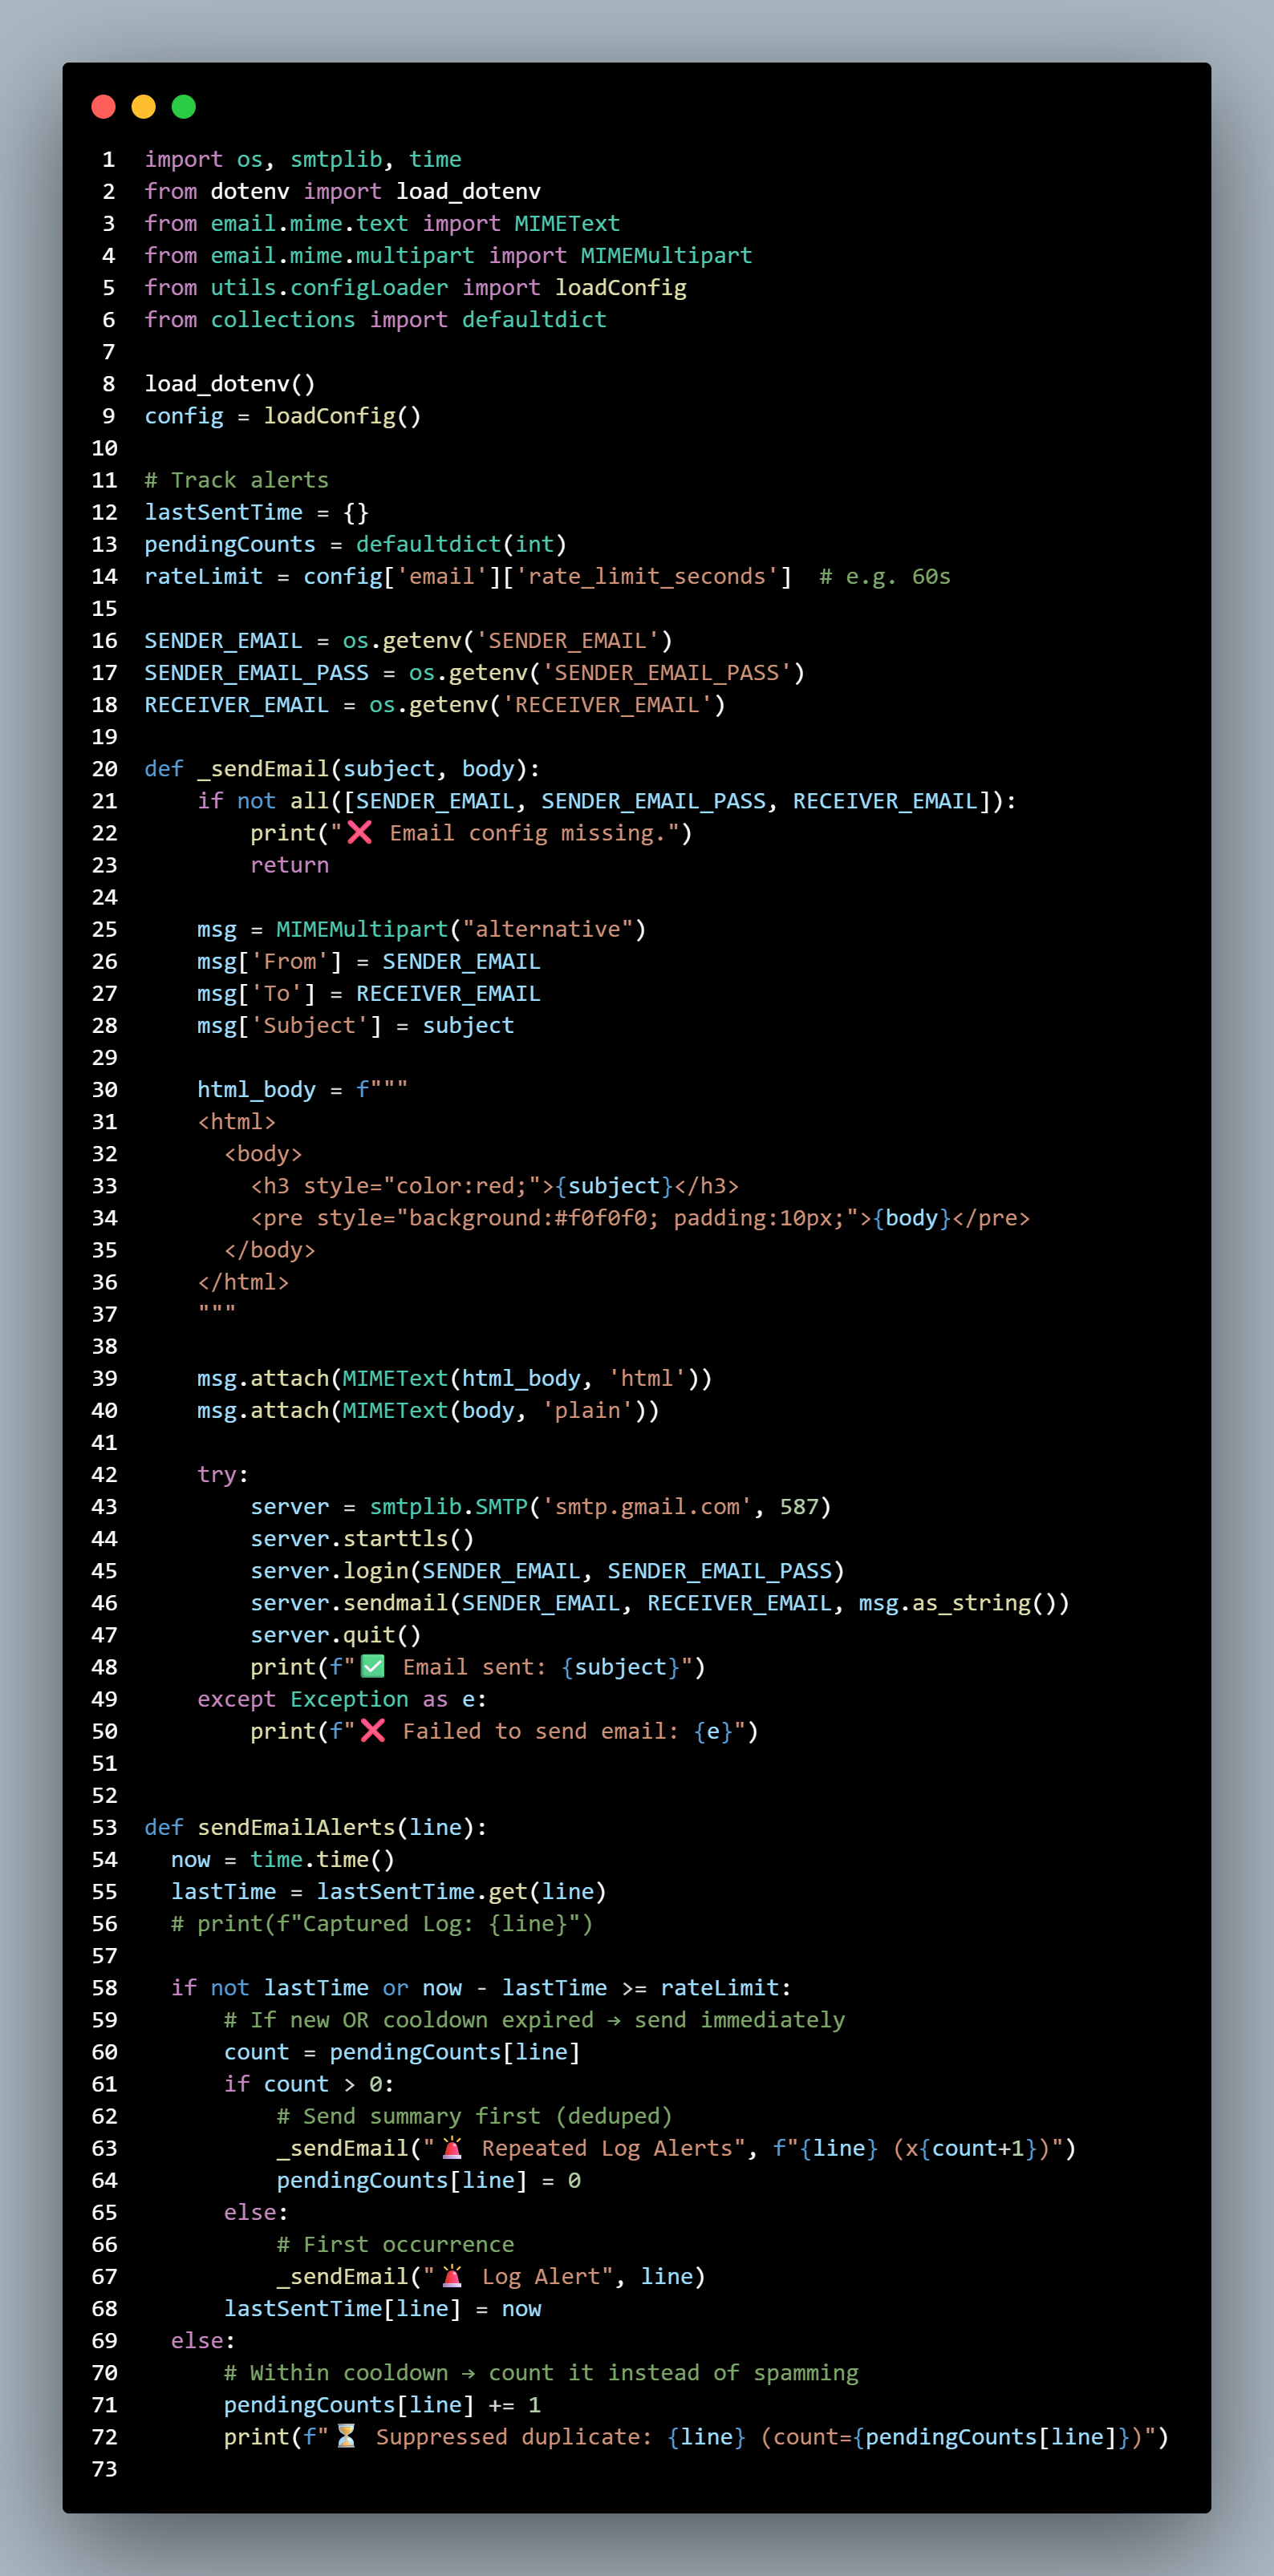 1 import os, smtplib, time
2 from dotenv import load_dotenv
3 from email.mime.text import MIMEText
4 from email.mime.multipart import MIMEMultipart
5 from utils.configLoader import loadConfig
6 from collections import defaultdict
7
8 load_dotenv()
9 config = loadConfig()
10
11 # Track alerts
12 lastSentTime = {}
13 pendingCounts = defaultdict(int)
14 rateLimit = config['email']['rate_limit_seconds']  # e.g. 60s
15
16 SENDER_EMAIL = os.getenv('SENDER_EMAIL')
17 SENDER_EMAIL_PASS = os.getenv('SENDER_EMAIL_PASS')
18 RECEIVER_EMAIL = os.getenv('RECEIVER_EMAIL')
19
20 def _sendEmail(subject, body):
21     if not all([SENDER_EMAIL, SENDER_EMAIL_PASS, RECEIVER_EMAIL]):
22         print("❌ Email config missing.")
23         return
24
25     msg = MIMEMultipart("alternative")
26     msg['From'] = SENDER_EMAIL
27     msg['To'] = RECEIVER_EMAIL
28     msg['Subject'] = subject
29
30     html_body = f"""
31     <html>
32       <body>
33         <h3 style="color:red;">{subject}</h3>
34         <pre style="background:#f0f0f0; padding:10px;">{body}</pre>
35       </body>
36     </html>
37     """
38
39     msg.attach(MIMEText(html_body, 'html'))
40     msg.attach(MIMEText(body, 'plain'))
41
42     try:
43         server = smtplib.SMTP('smtp.gmail.com', 587)
44         server.starttls()
45         server.login(SENDER_EMAIL, SENDER_EMAIL_PASS)
46         server.sendmail(SENDER_EMAIL, RECEIVER_EMAIL, msg.as_string())
47         server.quit()
48         print(f"✅ Email sent: {subject}")
49     except Exception as e:
50         print(f"❌ Failed to send email: {e}")
51
52
53 def sendEmailAlerts(line):
54   now = time.time()
55   lastTime = lastSentTime.get(line)
56   # print(f"Captured Log: {line}")
57
58   if not lastTime or now - lastTime >= rateLimit:
59       # If new OR cooldown expired → send immediately
60       count = pendingCounts[line]
61       if count > 0:
62           # Send summary first (deduped)
63           _sendEmail("🚨 Repeated Log Alerts", f"{line} (x{count+1})")
64           pendingCounts[line] = 0
65       else:
66           # First occurrence
67           _sendEmail("🚨 Log Alert", line)
68       lastSentTime[line] = now
69   else:
70       # Within cooldown → count it instead of spamming
71       pendingCounts[line] += 1
72       print(f"⏳ Suppressed duplicate: {line} (count={pendingCounts[line]})")
73